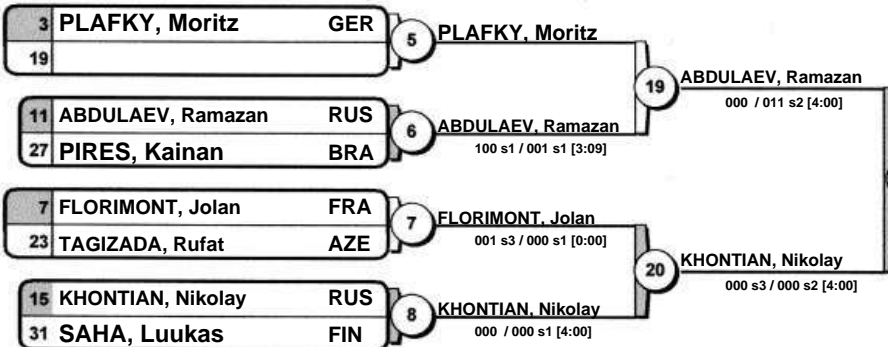 3 PLAFKY, Moritz GER
19
5
PLAFKY, Moritz
11 ABDULAEV, Ramazan RUS
27 PIRES, Kainan BRA
6
ABDULAEV, Ramazan
100 s1 / 001 s1 [3:09]
19
ABDULAEV, Ramazan
000 / 011 s2 [4:00]
7 FLORIMONT, Jolan FRA
23 TAGIZADA, Rufat AZE
7
FLORIMONT, Jolan
001 s3 / 000 s1 [0:00]
15 KHONTIAN, Nikolay RUS
31 SAHA, Luukas FIN
8
KHONTIAN, Nikolay
000 / 000 s1 [4:00]
20
KHONTIAN, Nikolay
000 s3 / 000 s2 [4:00]